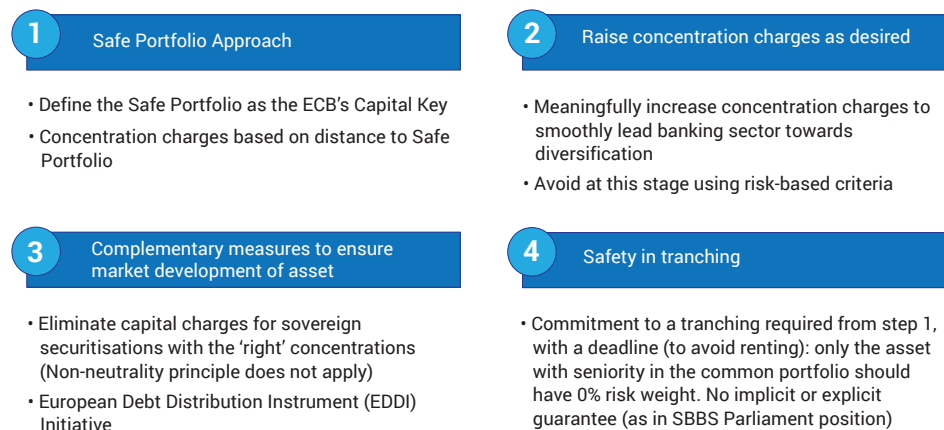 1
Safe Portfolio Approach
• Define the Safe Portfolio as the ECB's Capital Key
• Concentration charges based on distance to Safe
Portfolio
2
Raise concentration charges as desired
• Meaningfully increase concentration charges to
smoothly lead banking sector towards
diversification
• Avoid at this stage using risk-based criteria
3
Complementary measures to ensure
market development of asset
• Eliminate capital charges for sovereign
securitisations with the ‘right’ concentrations
(Non-neutrality principle does not apply)
• European Debt Distribution Instrument (EDDI)
Initiative
4
Safety in tranching
• Commitment to a tranching required from step 1,
with a deadline (to avoid renting): only the asset
with seniority in the common portfolio should
have 0% risk weight. No implicit or explicit
guarantee (as in SBBS Parliament position)